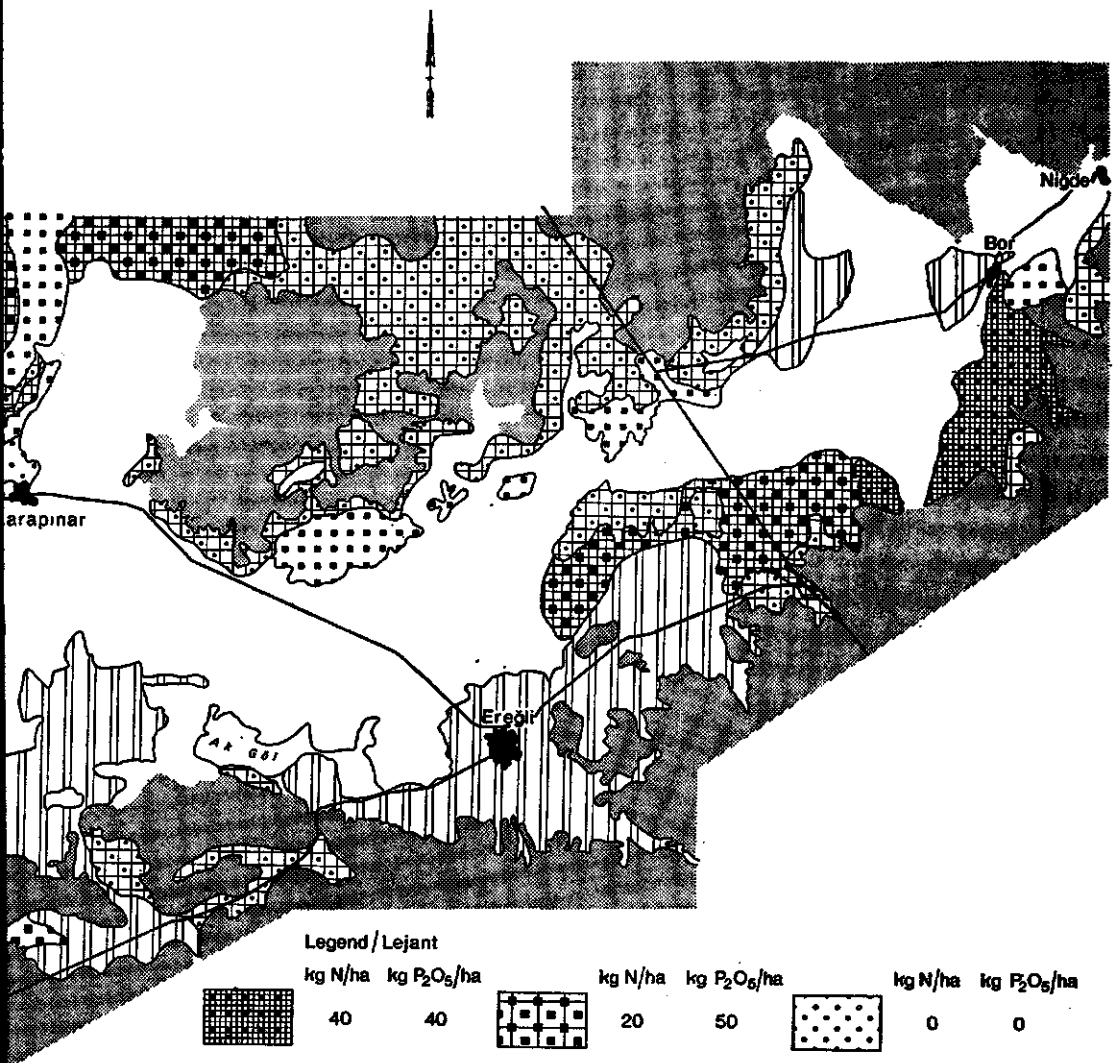 Niğde
Bor
arapınar
Ereğli
Ak Göl
Legend/Lejant
kg N/ha kg P₂O₅/ha kg N/ha kg P₂O₅/ha kg N/ha kg P₂O₅/ha
40 40 20 50 0 0